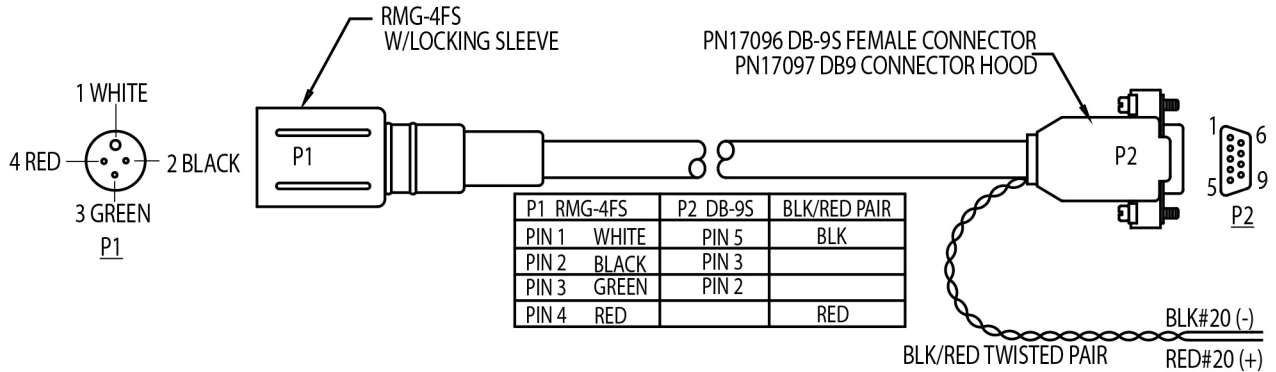 RMG-4FS
W/LOCKING SLEEVE
PN17096 DB-9S FEMALE CONNECTOR
PN17097 DB9 CONNECTOR HOOD
1 WHITE
4 RED
2 BLACK
3 GREEN
P1
P1
P2
1
6
5
9
P2
P1 RMG-4FS P2 DB-9S BLK/RED PAIR
PIN 1 WHITE PIN 5 BLK
PIN 2 BLACK PIN 3
PIN 3 GREEN PIN 2
PIN 4 RED RED
BLK/RED TWISTED PAIR
BLK#20 (-)
RED#20 (+)